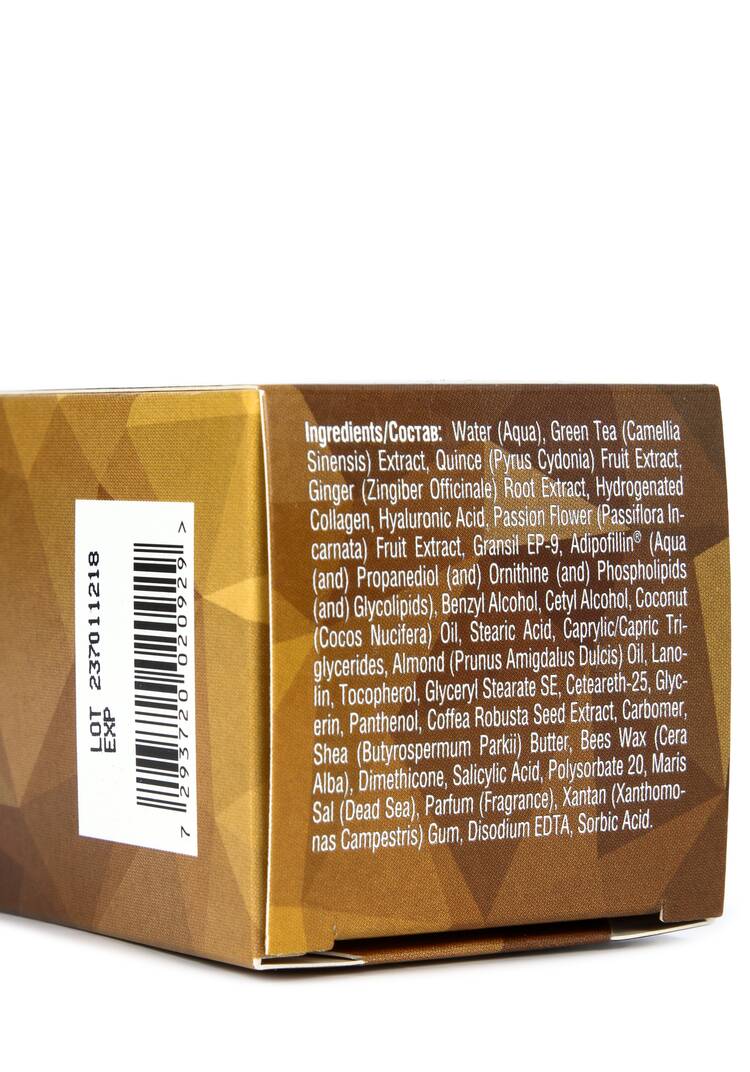 LOT 237011218
EXP
7 293720 020929 >
Ingredients/Состав: Water (Aqua), Green Tea (Camellia
Sinensis) Extract, Quince (Pyrus Cydonia) Fruit Extract,
Ginger (Zingiber Officinale) Root Extract, Hydrogenated
Collagen, Hyaluronic Acid, Passion Flower (Passiflora In-
carnata) Fruit Extract, Gransil EP-9, Adipofillin® (Aqua
(and) Propanediol (and) Ornithine (and) Phospholipids
(and) Glycolipids), Benzyl Alcohol, Cetyl Alcohol, Coconut
(Cocos Nucifera) Oil, Stearic Acid, Caprylic/Capric Tri-
glycerides, Almond (Prunus Amigdalus Dulcis) Oil, Lano-
lin, Tocopherol, Glyceryl Stearate SE, Ceteareth-25, Glyc-
erin, Panthenol, Coffea Robusta Seed Extract, Carbomer,
Shea (Butyrospermum Parkii) Butter, Bees Wax (Cera
Alba), Dimethicone, Salicylic Acid, Polysorbate 20, Maris
Sal (Dead Sea), Parfum (Fragrance), Xantan (Xanthomo-
nas Campestris) Gum, Disodium EDTA, Sorbic Acid.